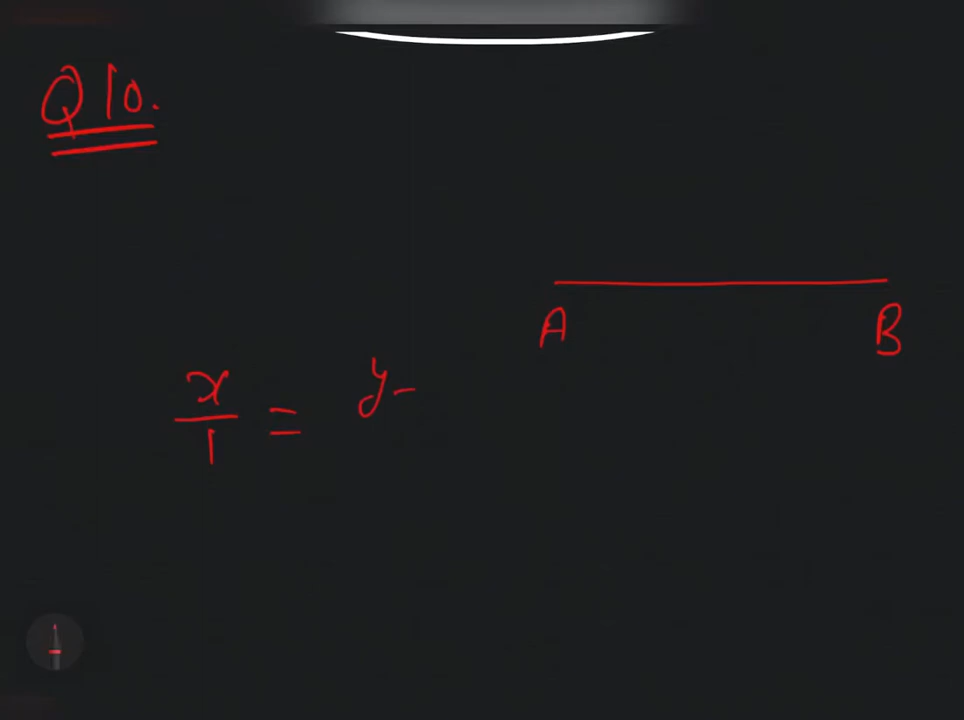 Q10.
A B
x/1 = y-